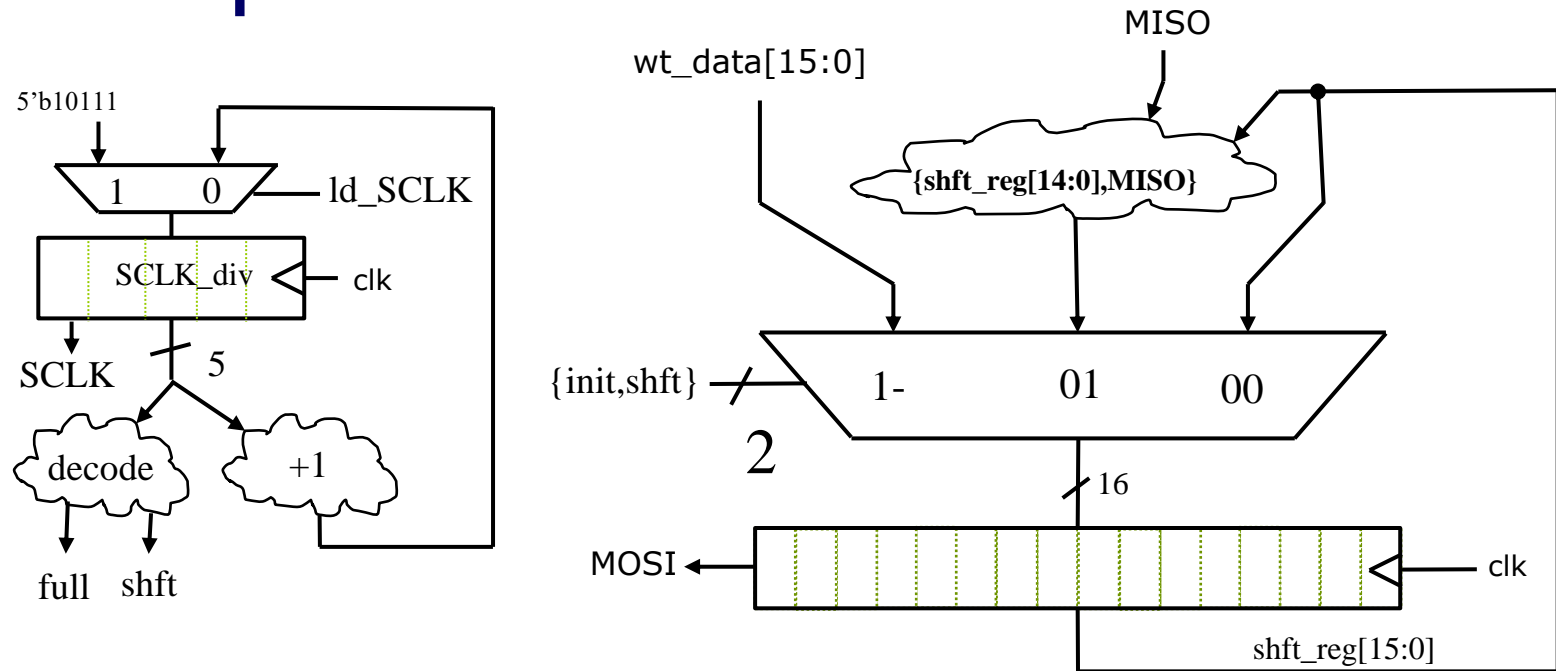 5’b10111
1 0
ld_SCLK
SCLK_div
clk
SCLK
5
decode
+1
full shft
MISO
wt_data[15:0]
{shft_reg[14:0],MISO}
{init,shft}
2
1- 01 00
16
MOSI
clk
shft_reg[15:0]